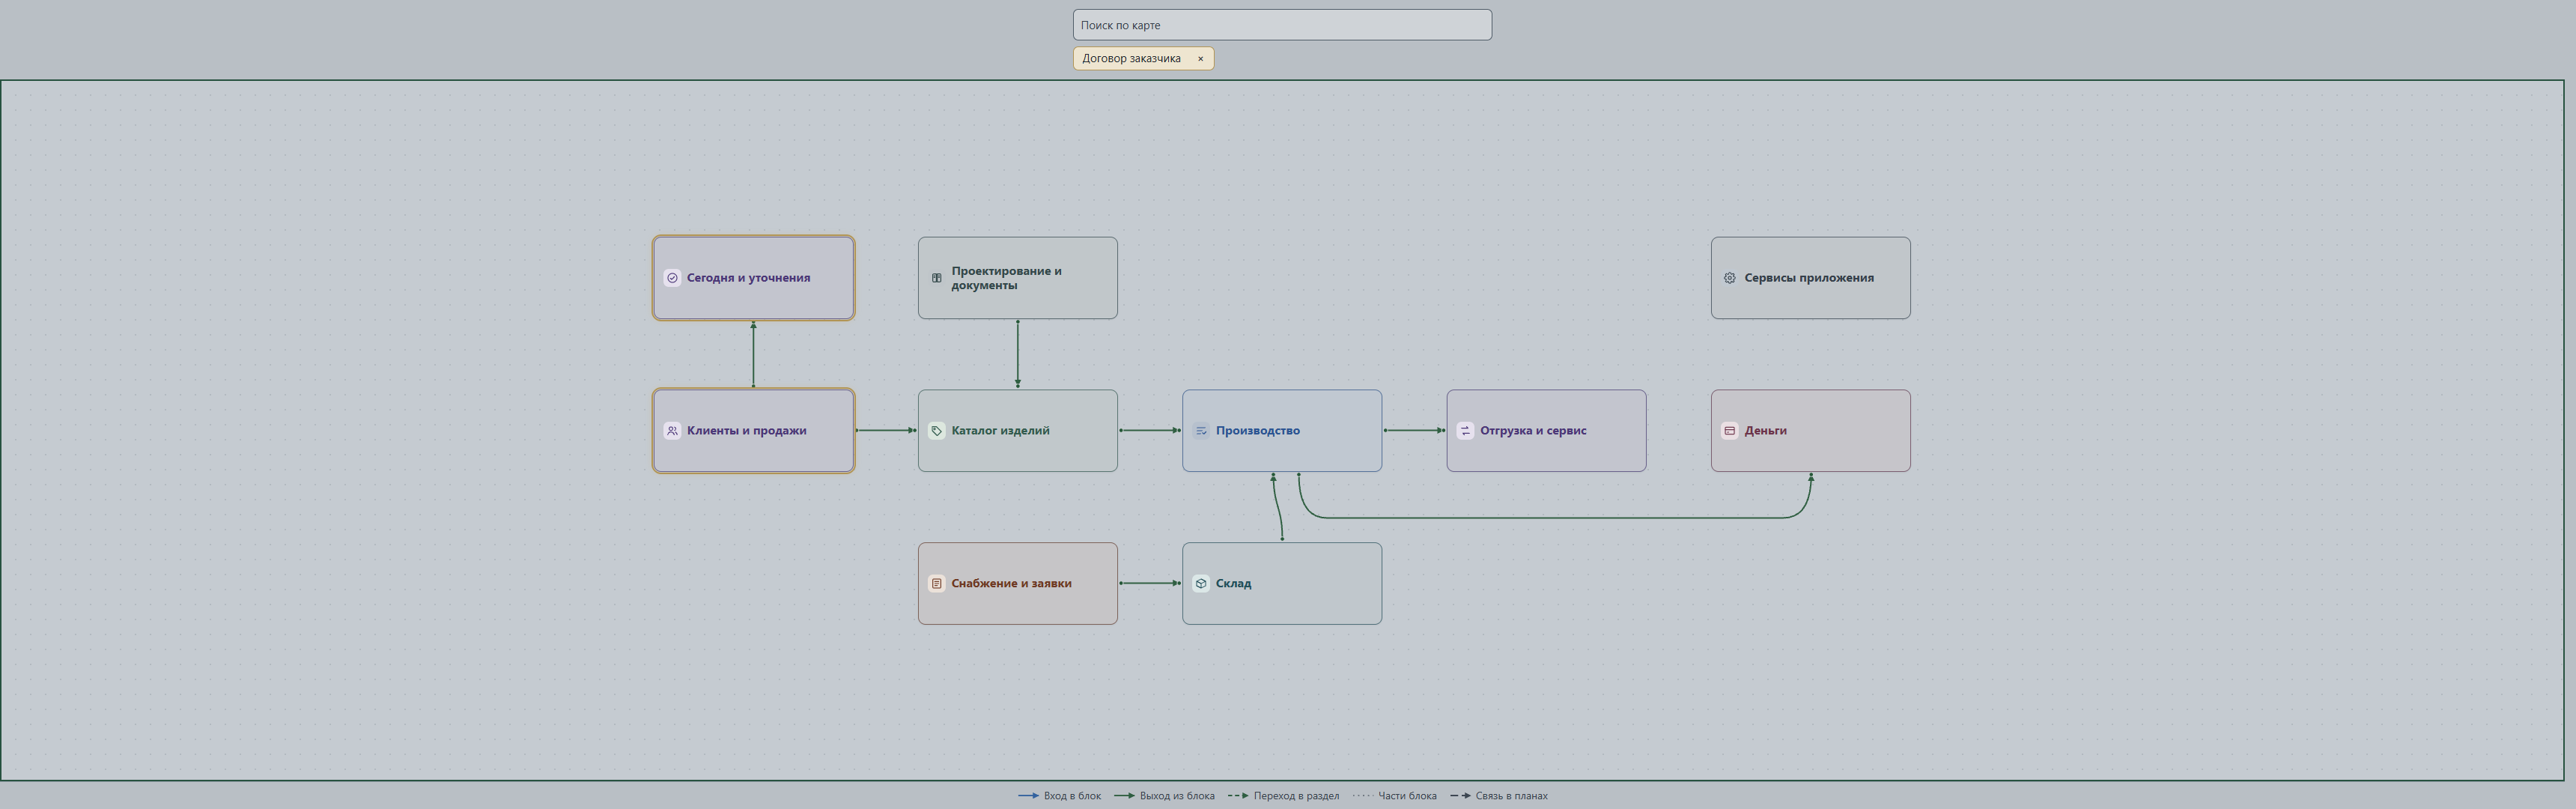 Поиск по карте
Договор заказчика ×
Сегодня и уточнения
Проектирование и
документы
Сервисы приложения
Клиенты и продажи
Каталог изделий
Производство
Отгрузка и сервис
Деньги
Снабжение и заявки
Склад
Вход в блок
Выход из блока
Переход в раздел
Части блока
Связь в планах